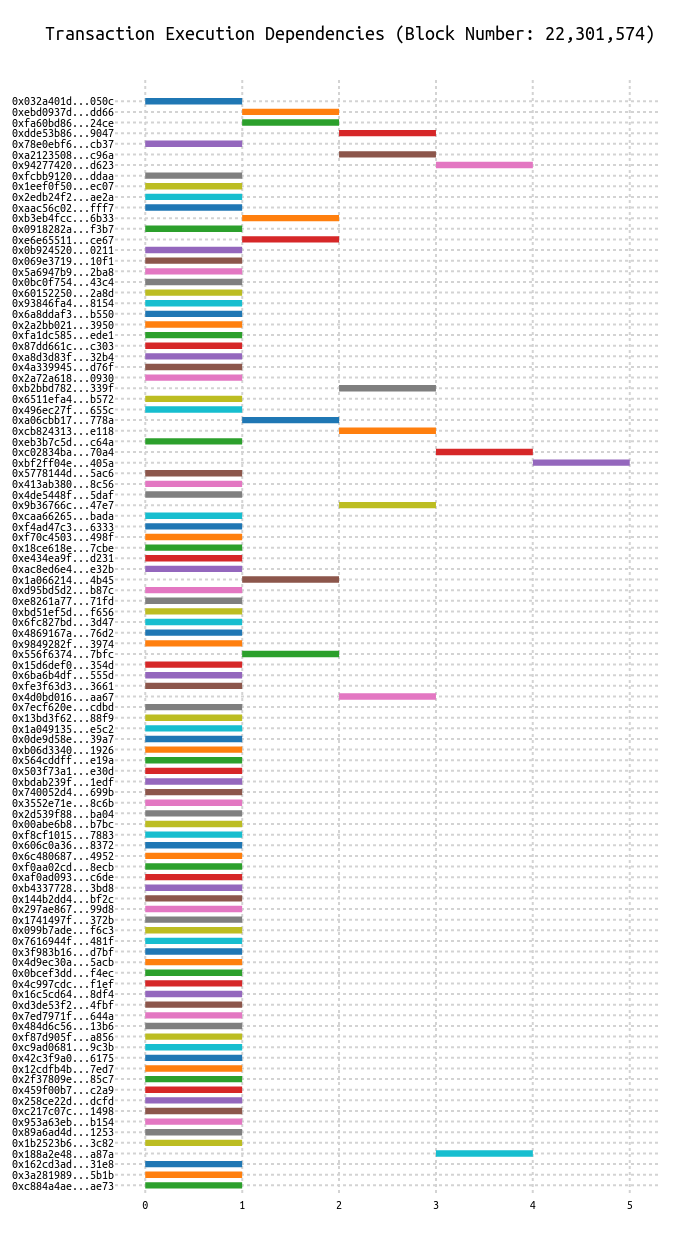 Transaction Execution Dependencies (Block Number: 22,301,574)
0x032a401d...050c
0xebd0937d...dd66
0xfa60bd86...24ce
0xdde53b86...9047
0x78e0ebf6...cb37
0xa2123508...c96a
0x94277420...d623
0xfcbb9120...ddaa
0x1eef0f50...ec07
0x2edb24f2...ae2a
0xaac56c02...fff7
0xb3eb4fcc...6b33
0x0918282a...f3b7
0xe6e65511...ce67
0x0b924520...0211
0x069e3719...10f1
0x5a6947b9...2ba8
0x0bc0f754...43c4
0x60152250...2a8d
0x93846fa4...8154
0x6a8ddaf3...b550
0x2a2bb021...3950
0xfa1dc585...ede1
0x87dd661c...c303
0xa8d3d83f...32b4
0x4a339945...d76f
0x2a72a618...0930
0xb2bbd782...339f
0x6511efa4...b572
0x496ec27f...655c
0xa06cbb17...778a
0xcb824313...e118
0xeb3b7c5d...c64a
0xc02834ba...70a4
0xbf2ff04e...405a
0x5778144d...5ac6
0x413ab380...8c56
0x4de5448f...5daf
0x9b36766c...47e7
0xcaa66265...bada
0xf4ad47c3...6333
0xf70c4503...498f
0x18ce618e...7cbe
0xe434ea9f...d231
0xac8ed6e4...e32b
0x1a066214...4b45
0xd95bd5d2...b87c
0xe8261a77...71fd
0xbd51ef5d...f656
0x6fc827bd...3d47
0x4869167a...76d2
0x9849282f...3974
0x556f6374...7bfc
0x15d6def0...354d
0x6ba6b4df...555d
0xfe3f63d3...3661
0x4d0bd016...aa67
0x7ecf620e...cdbd
0x13bd3f62...88f9
0x1a049135...e5c2
0x0de9d58e...39a7
0xb06d3340...1926
0x564cddff...e19a
0x503f73a1...e30d
0xbdab239f...1edf
0x740052d4...699b
0x3552e71e...8c6b
0x2d539f88...ba04
0x00abe6b8...b7bc
0xf8cf1015...7883
0x606c0a36...8372
0x6c480687...4952
0xf0aa02cd...8ecb
0xaf0ad093...c6de
0xb4337728...3bd8
0x144b2dd4...bf2c
0x297ae867...99d8
0x1741497f...372b
0x099b7ade...f6c3
0x7616944f...481f
0x3f983b16...d7bf
0x4d9ec30a...5acb
0x0bcef3dd...f4ec
0x4c997cdc...f1ef
0x16c5cd64...8df4
0xd3de53f2...4fbf
0x7ed7971f...644a
0x484d6c56...13b6
0xf87d905f...a856
0xc9ad0681...9c3b
0x42c3f9a0...6175
0x12cdfb4b...7ed7
0x2f37809e...85c7
0x459f00b7...c2a9
0x258ce22d...dcfd
0xc217c07c...1498
0x953a63eb...b154
0x89a6ad4d...1253
0x1b2523b6...3c82
0x188a2e48...a87a
0x162cd3ad...31e8
0x3a281989...5b1b
0xc884a4ae...ae73
0 1 2 3 4 5